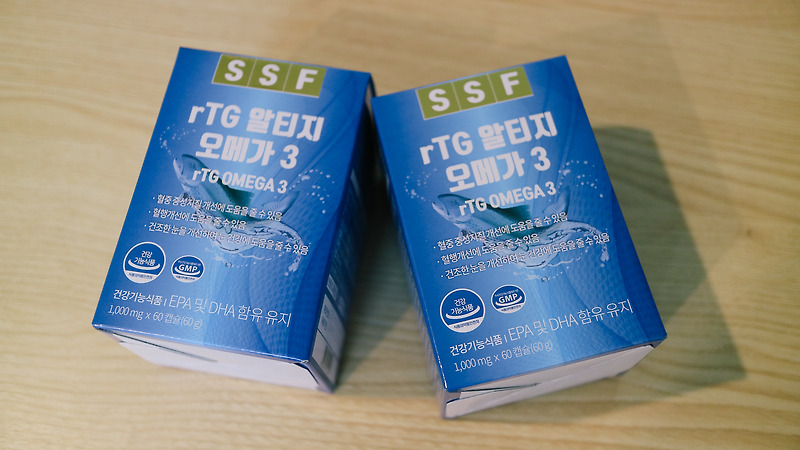 SSF
rTG 알티지
오메가 3
rTG OMEGA 3
· 혈중 중성지질 개선에 도움을 줄 수 있음
· 혈행개선에 도움을 줄 수 있음
· 건조한 눈을 개선하여 눈 건강에 도움을 줄 수 있음
건강
기능식품
GMP
건강기능식품 | EPA 및 DHA 함유 유지
1,000 mg x 60 캡슐(60 g)
SSF
rTG 알티지
오메가 3
rTG OMEGA 3
· 혈중 중성지질 개선에 도움을 줄 수 있음
· 혈행개선에 도움을 줄 수 있음
· 건조한 눈을 개선하여 눈 건강에 도움을 줄 수 있음
건강
기능식품
GMP
건강기능식품 | EPA 및 DHA 함유 유지
1,000 mg x 60 캡슐(60 g)